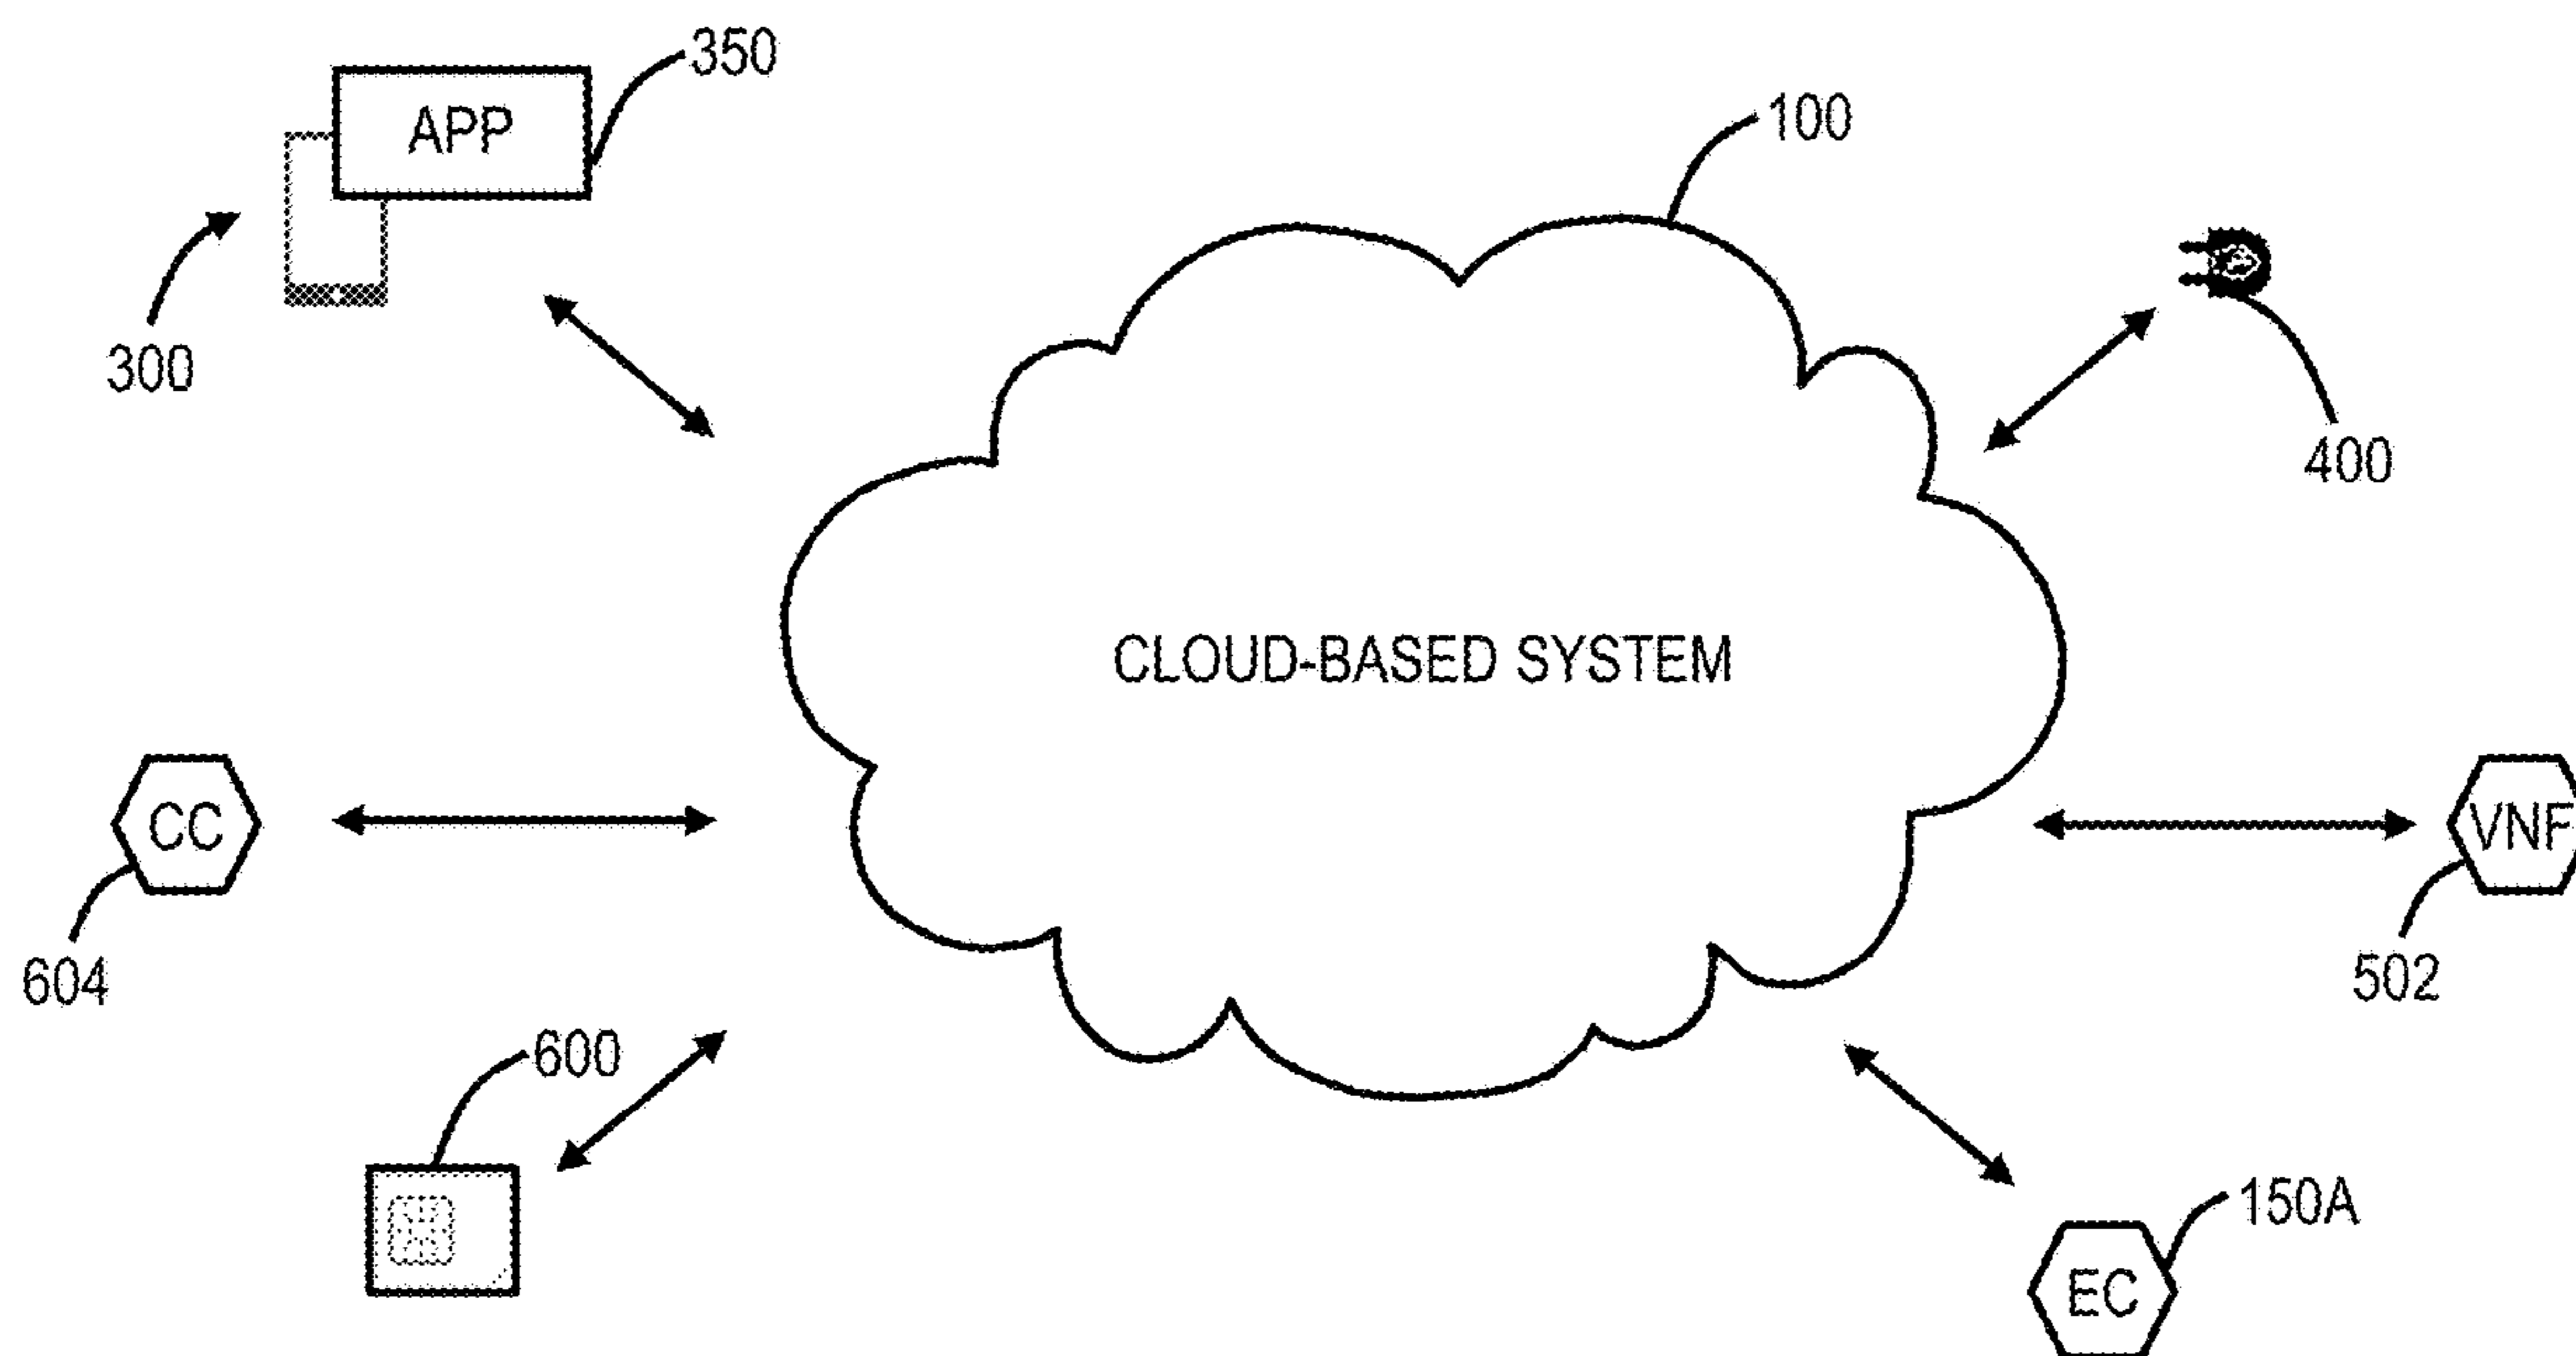 350
APP
100
300
400
CLOUD-BASED SYSTEM
CC
VNF
604
502
600
150A
EC